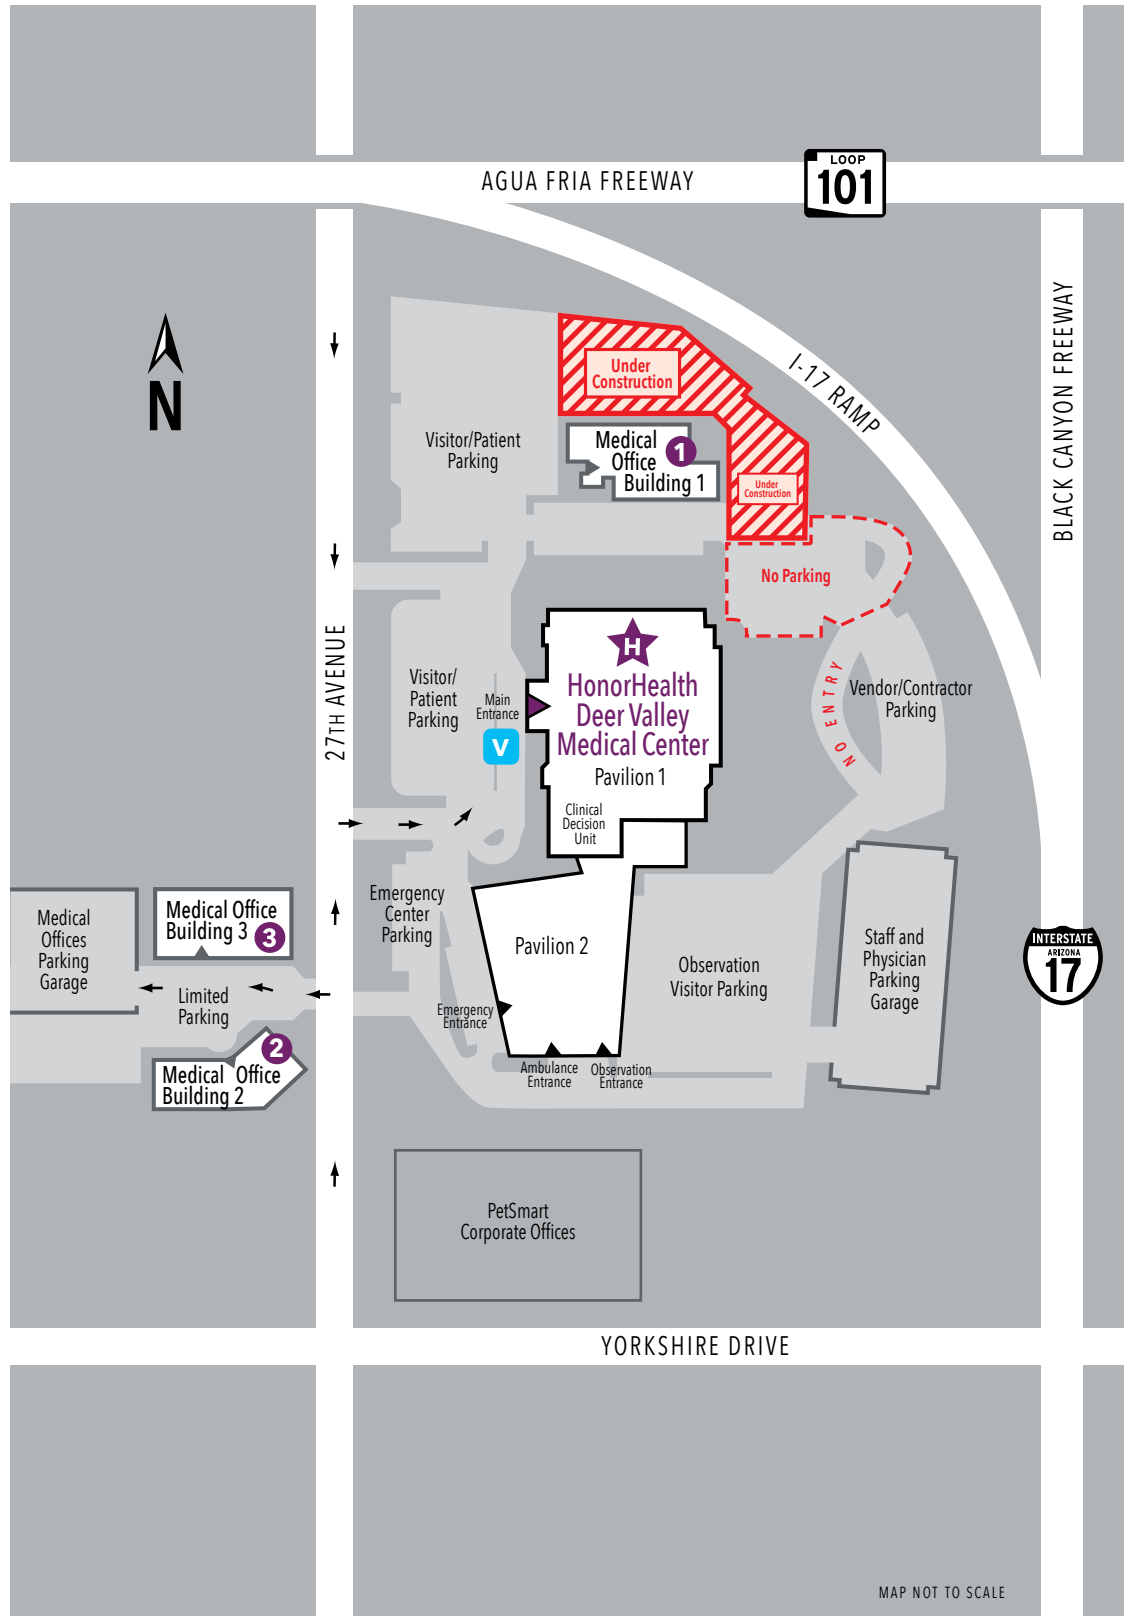 LOOP
101
AGUA FRIA FREEWAY
BLACK CANYON FREEWAY
I-17 RAMP
N
Under
Construction
Visitor/Patient
Parking
Medical
Office
Building 1
1
Under
Construction
No Parking
27TH AVENUE
H
HonorHealth
Deer Valley
Medical Center
Pavilion 1
Visitor/
Patient
Parking
Main
Entrance
V
NO ENTRY
Vendor/Contractor
Parking
Clinical
Decision
Unit
Emergency
Center
Parking
Medical
Offices
Parking
Garage
Medical Office
Building 3
3
Pavilion 2
Observation
Visitor Parking
Staff and
Physician
Parking
Garage
INTERSTATE
ARIZONA
17
Limited
Parking
Emergency
Entrance
2
Medical Office
Building 2
Ambulance
Entrance
Observation
Entrance
PetSmart
Corporate Offices
YORKSHIRE DRIVE
MAP NOT TO SCALE